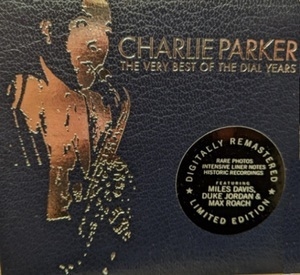 CHARLIE PARKER
THE VERY BEST OF THE DIAL YEARS
DIGITALLY REMASTERED
RARE PHOTOS
INTENSIVE LINER NOTES
HISTORIC RECORDINGS
FEATURING
MILES DAVIS,
DUKE JORDAN &
MAX ROACH
LIMITED EDITION